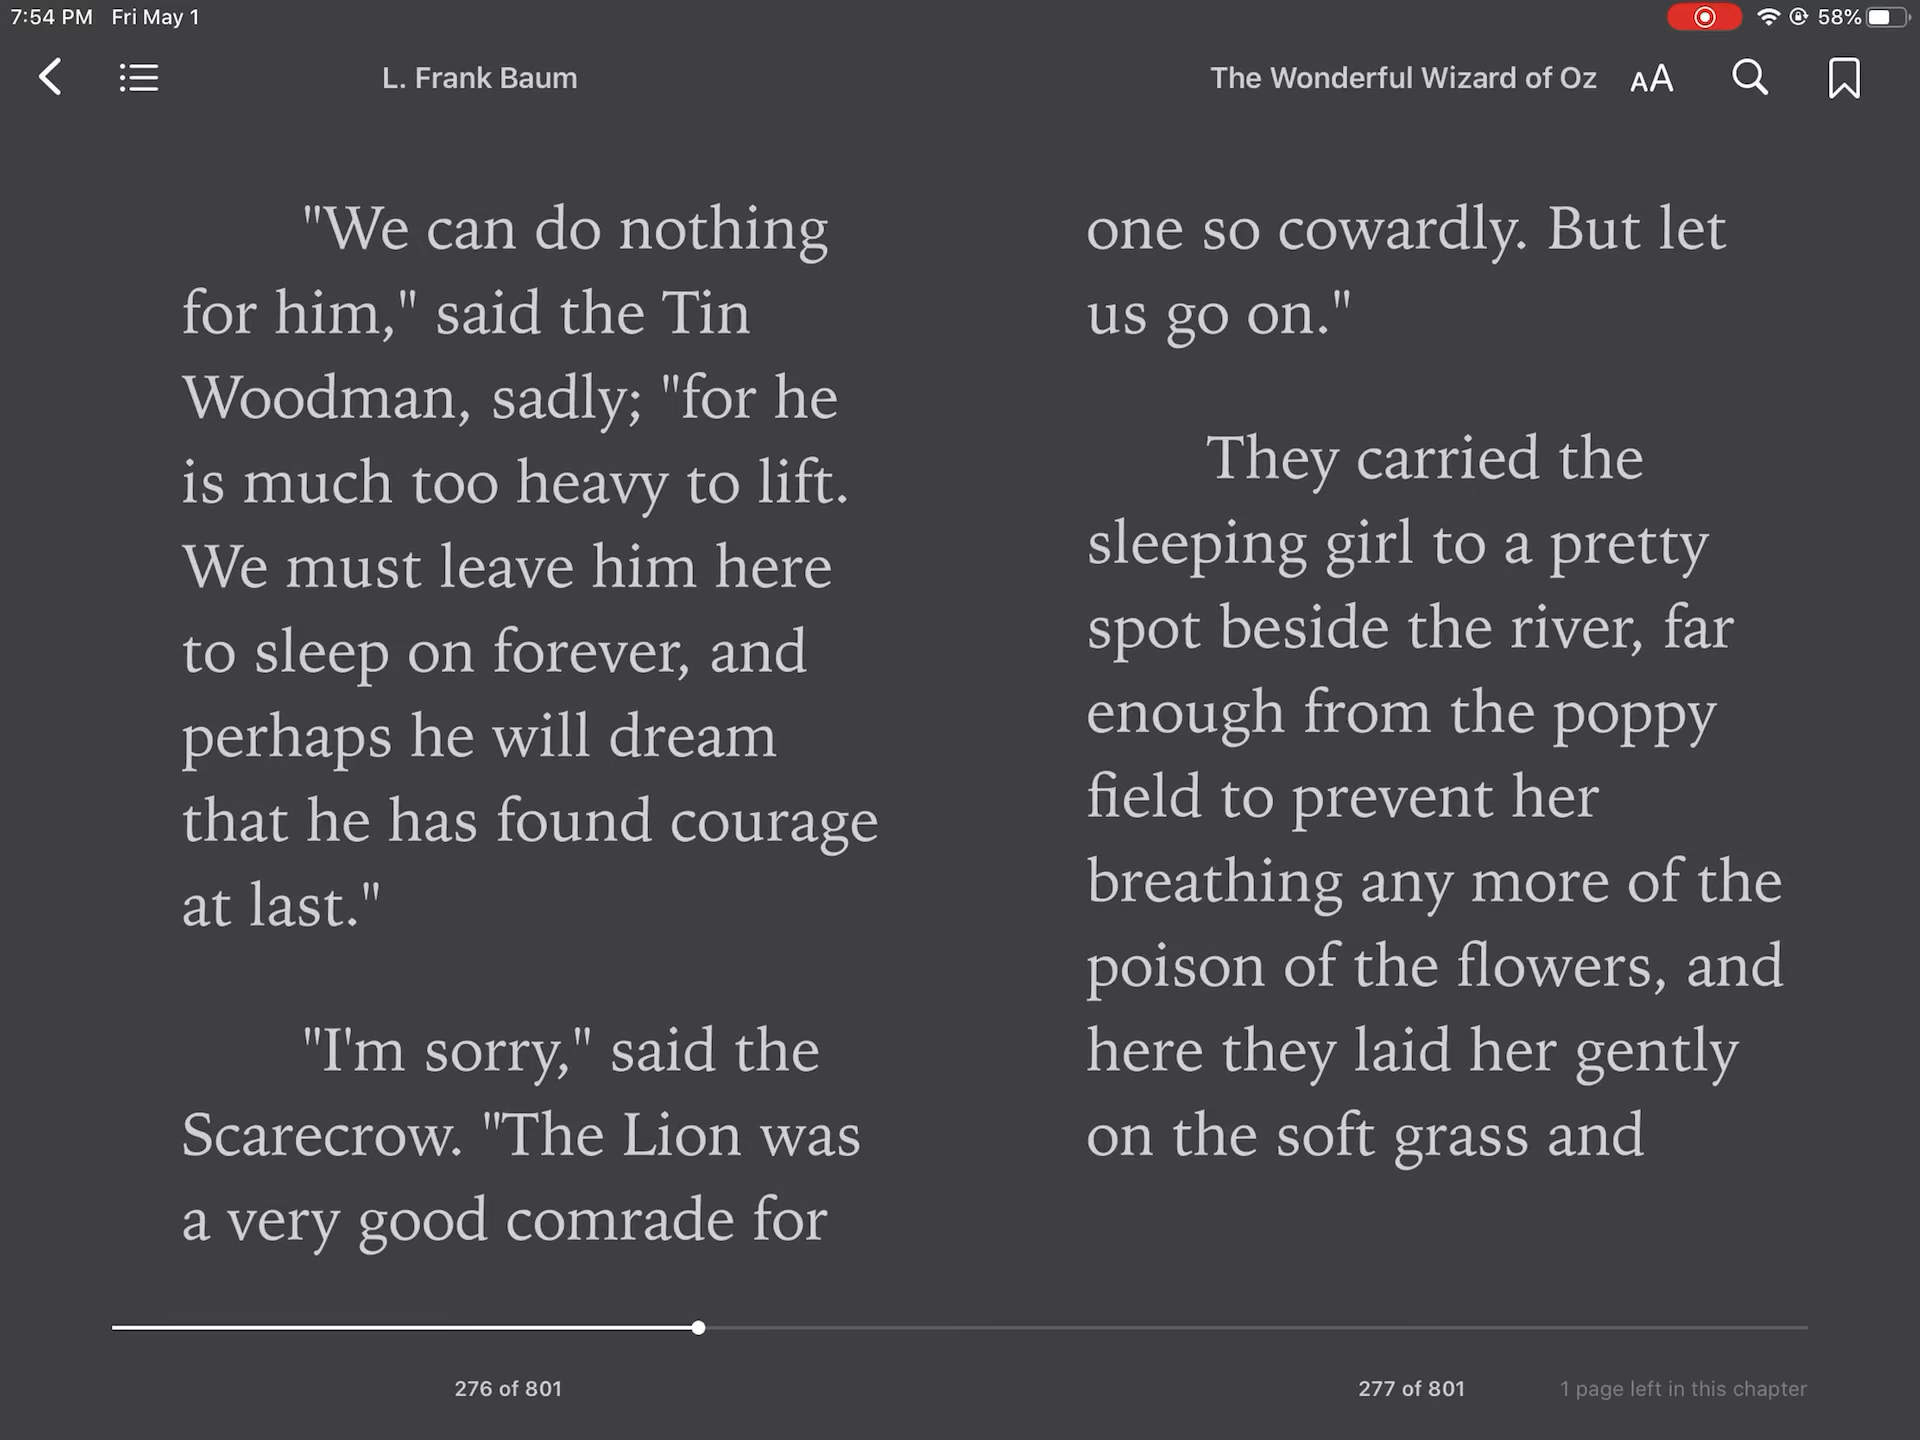 7:54 PM Fri May 1
58%
L. Frank Baum
The Wonderful Wizard of Oz
AA
"We can do nothing
for him," said the Tin
Woodman, sadly; "for he
is much too heavy to lift.
We must leave him here
to sleep on forever, and
perhaps he will dream
that he has found courage
at last."
"I'm sorry," said the
Scarecrow. "The Lion was
a very good comrade for
one so cowardly. But let
us go on."
They carried the
sleeping girl to a pretty
spot beside the river, far
enough from the poppy
field to prevent her
breathing any more of the
poison of the flowers, and
here they laid her gently
on the soft grass and
276 of 801
277 of 801
1 page left in this chapter